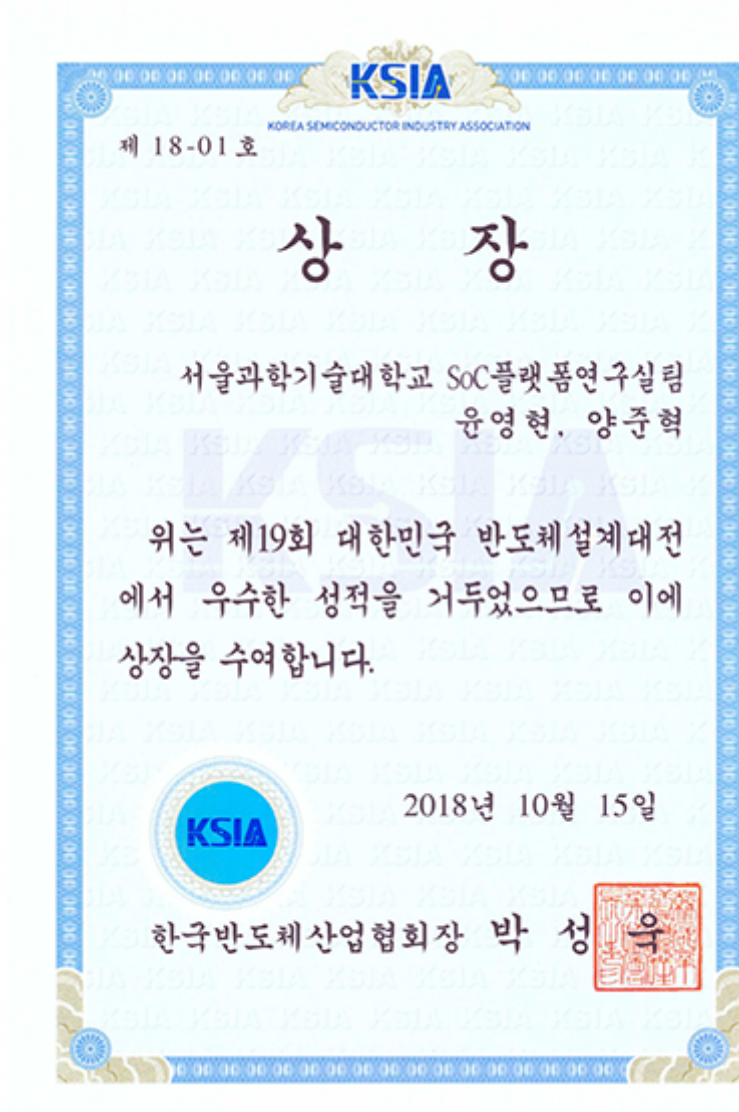 KSIA
KOREA SEMICONDUCTOR INDUSTRY ASSOCIATION
제 18-01 호
상 장
서울과학기술대학교 SoC플랫폼연구실팀
윤영현, 양준혁
위는 제19회 대한민국 반도체설계대전
에서 우수한 성적을 거두었으므로 이에
상장을 수여합니다.
2018년 10월 15일
KSIA
한국반도체산업협회장 박 성 욱